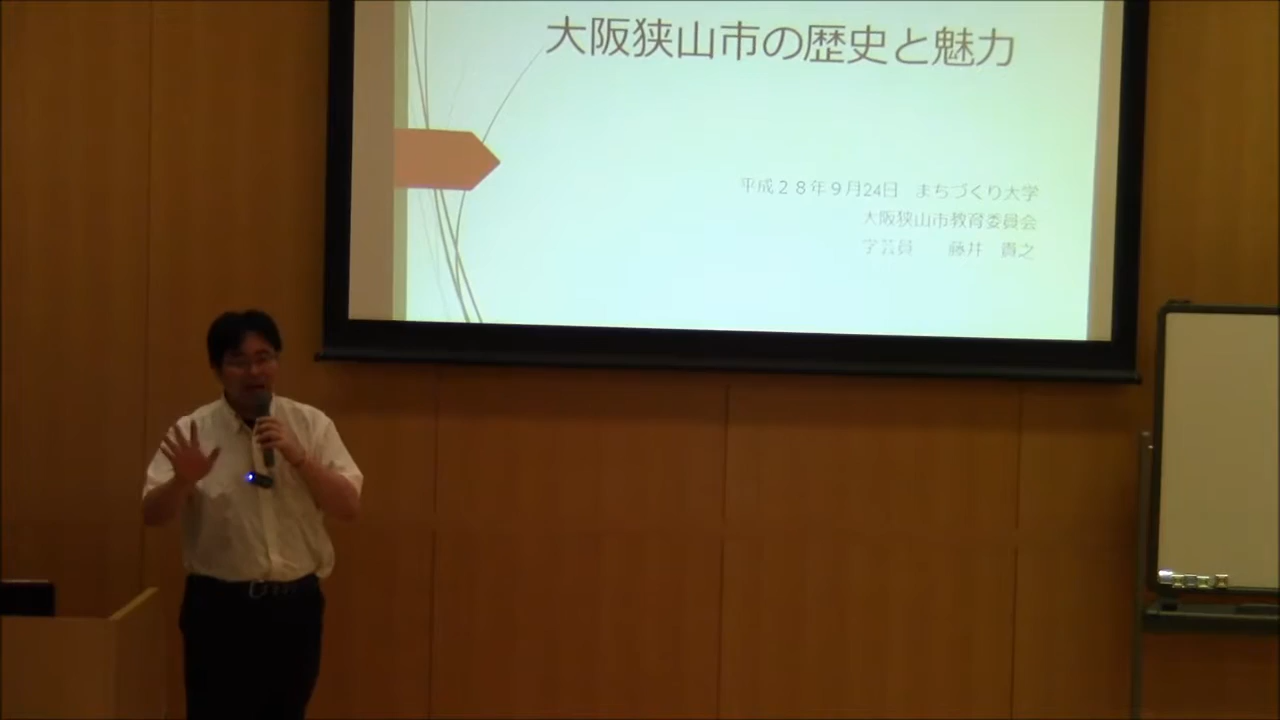 大阪狭山市の歴史と魅力
平成２８年９月24日　まちづくり大学
大阪狭山市教育委員会
学芸員　　藤井　貴之